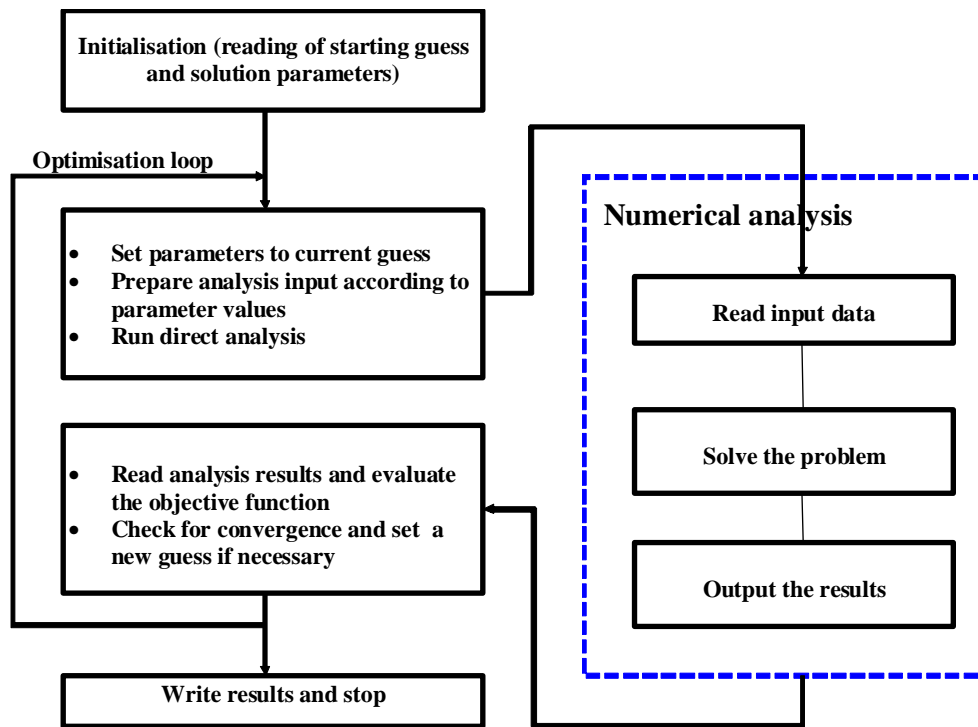 Initialisation (reading of starting guess
and solution parameters)
Optimisation loop
• Set parameters to current guess
• Prepare analysis input according to
parameter values
• Run direct analysis
• Read analysis results and evaluate
the objective function
• Check for convergence and set a
new guess if necessary
Write results and stop
Numerical analysis
Read input data
Solve the problem
Output the results